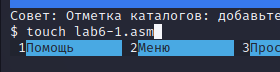 Совет: Отметка каталогов: добавьте
$ touch lab6-1.asm
1Помощь 2Меню 3Прос